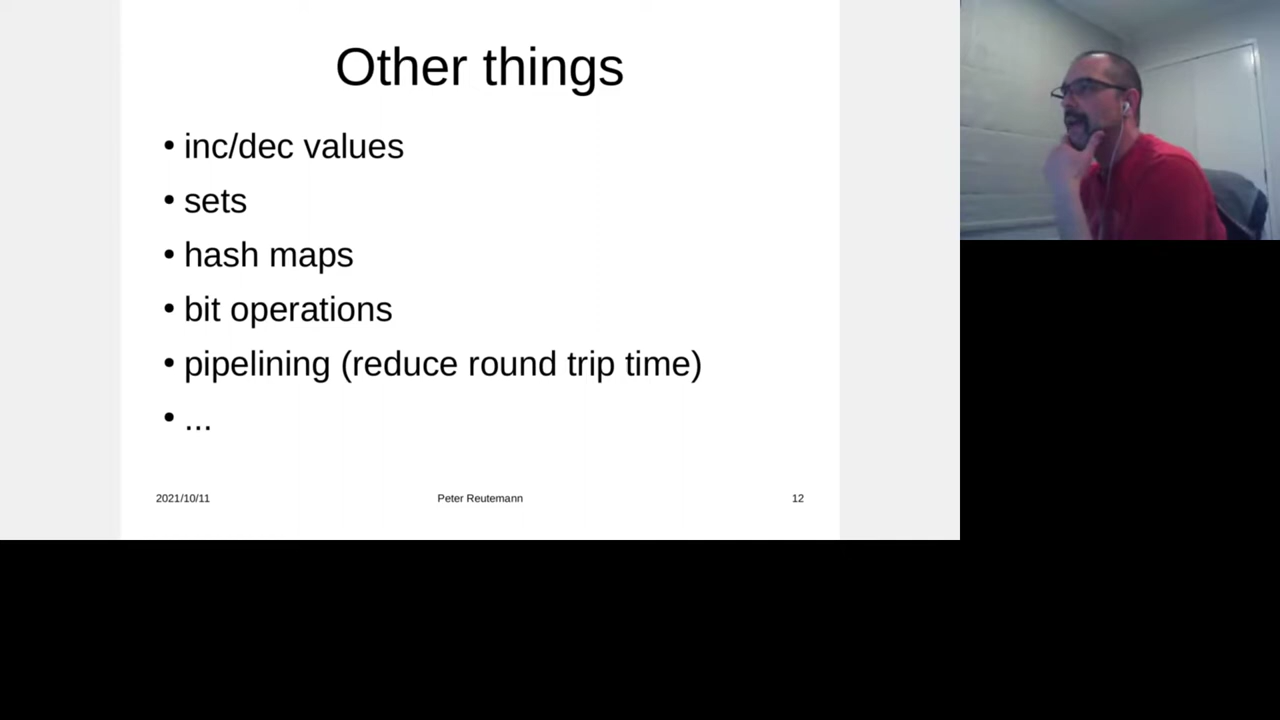 Other things
• inc/dec values
• sets
• hash maps
• bit operations
• pipelining (reduce round trip time)
• ...
2021/10/11 Peter Reutemann 12